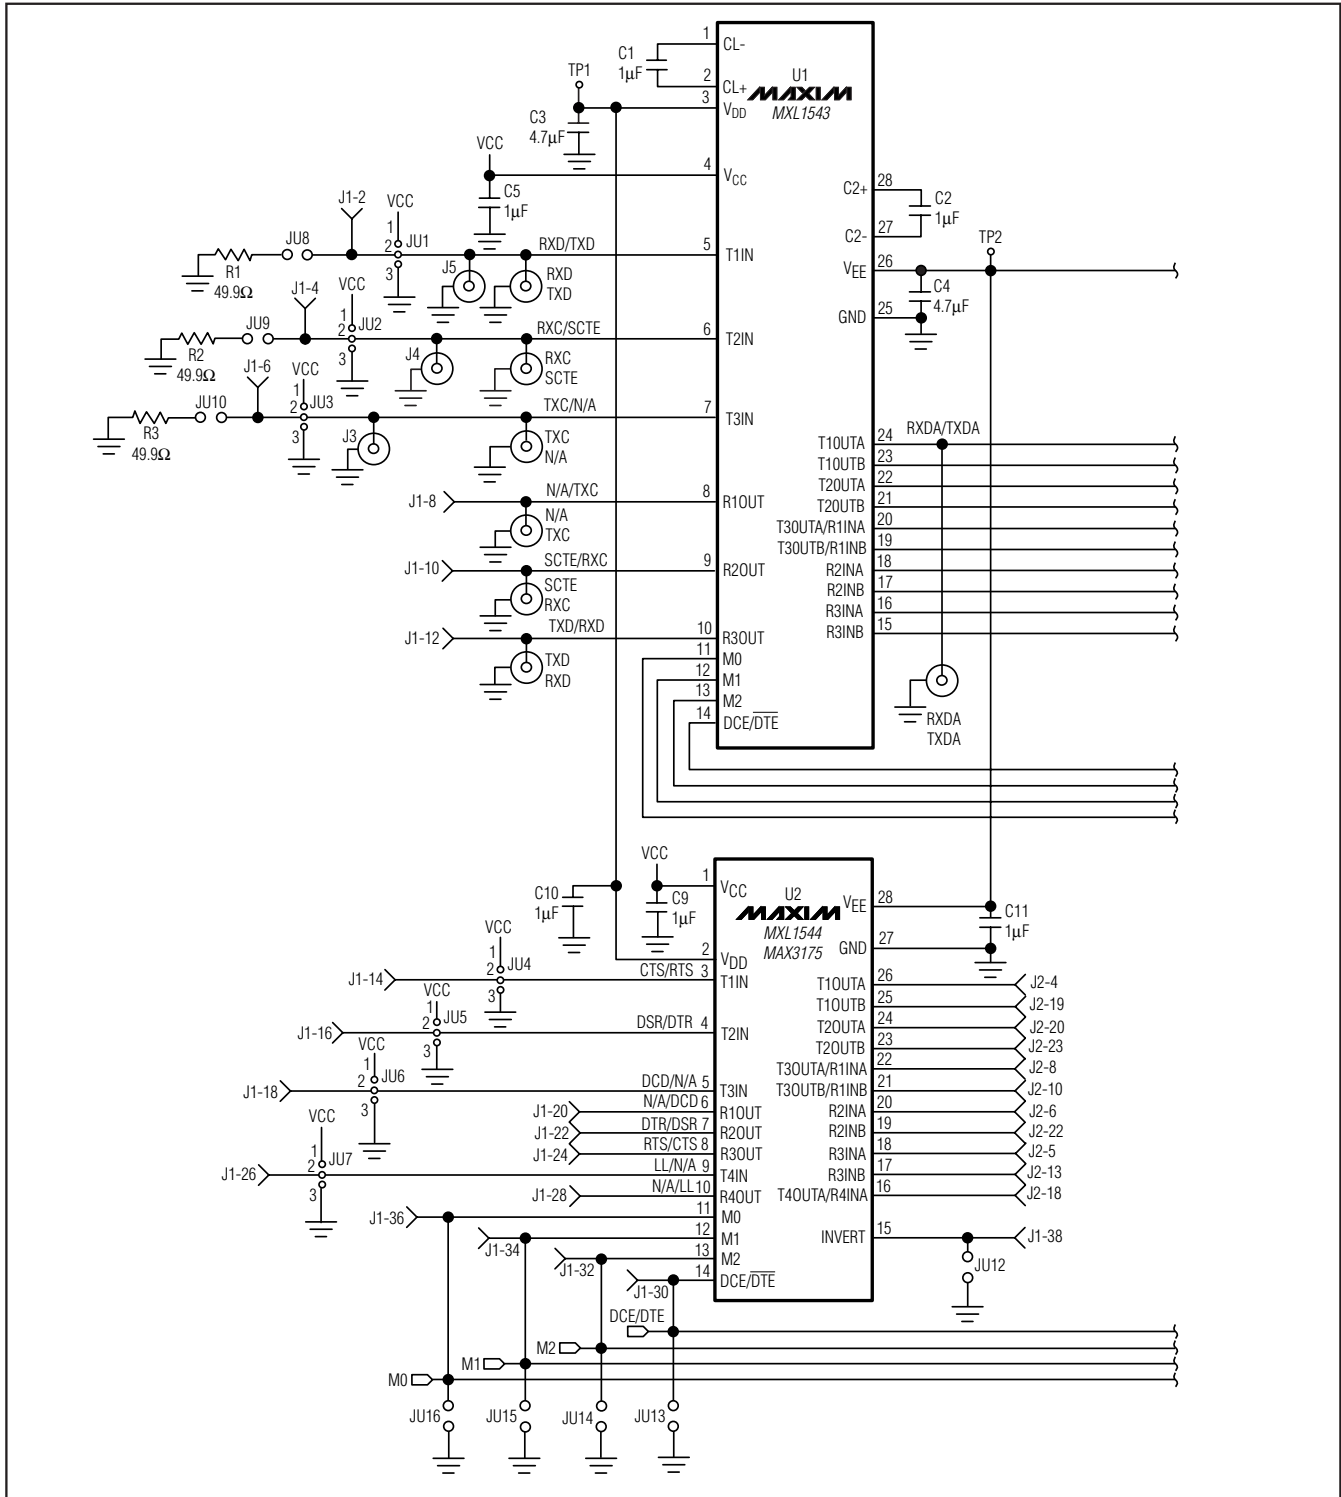 1
CL-
C1
1µF
2
CL+
U1
MAXIM
MXL1543
TP1
3
VDD
C3
4.7µF
VCC
4
VCC
C5
1µF
28
C2+
C2
1µF
27
C2-
TP2
26
VEE
C4
4.7µF
25
GND
J1-2
VCC
1
2
3
JU1
JU8
R1
49.9Ω
RXD/TXD
5
T1IN
J5
RXD
TXD
J1-4
VCC
1
2
3
JU2
JU9
R2
49.9Ω
RXC/SCTE
6
T2IN
J4
RXC
SCTE
J1-6
VCC
1
2
3
JU3
JU10
R3
49.9Ω
TXC/N/A
7
T3IN
J3
TXC
N/A
T1OUTA
24
RXDA/TXDA
T1OUTB
23
T2OUTA
22
T2OUTB
21
T3OUTA/R1INA
20
T3OUTB/R1INB
19
R2INA
18
R2INB
17
R3INA
16
R3INB
15
J1-8
N/A/TXC
8
R1OUT
N/A
TXC
J1-10
SCTE/RXC
9
R2OUT
SCTE
RXC
J1-12
TXD/RXD
10
R3OUT
TXD
RXD
11
M0
12
M1
13
M2
14
DCE/DTE
RXDA
TXDA
VCC
1
VCC
C10
1µF
C9
1µF
U2
MAXIM
MXL1544
MAX3175
VEE
28
C11
1µF
GND
27
2
VDD
J1-14
VCC
1
2
3
JU4
CTS/RTS
3
T1IN
J1-16
VCC
1
2
3
JU5
DSR/DTR
4
T2IN
J1-18
VCC
1
2
3
JU6
DCD/N/A
5
T3IN
J1-20
N/A/DCD
6
R1OUT
J1-22
DTR/DSR
7
R2OUT
J1-24
RTS/CTS
8
R3OUT
J1-26
VCC
1
2
3
JU7
LL/N/A
9
T4IN
J1-28
N/A/LL
10
R4OUT
J1-36
11
M0
J1-34
12
M1
J1-32
13
M2
J1-30
14
DCE/DTE
T1OUTA
26
J2-4
T1OUTB
25
J2-19
T2OUTA
24
J2-20
T2OUTB
23
J2-23
T3OUTA/R1INA
22
J2-8
T3OUTB/R1INB
21
J2-10
R2INA
20
J2-6
R2INB
19
J2-22
R3INA
18
J2-5
R3INB
17
J2-13
T4OUTA/R4INA
16
J2-18
INVERT
15
J1-38
JU12
DCE/DTE
M2
M1
M0
JU16
JU15
JU14
JU13